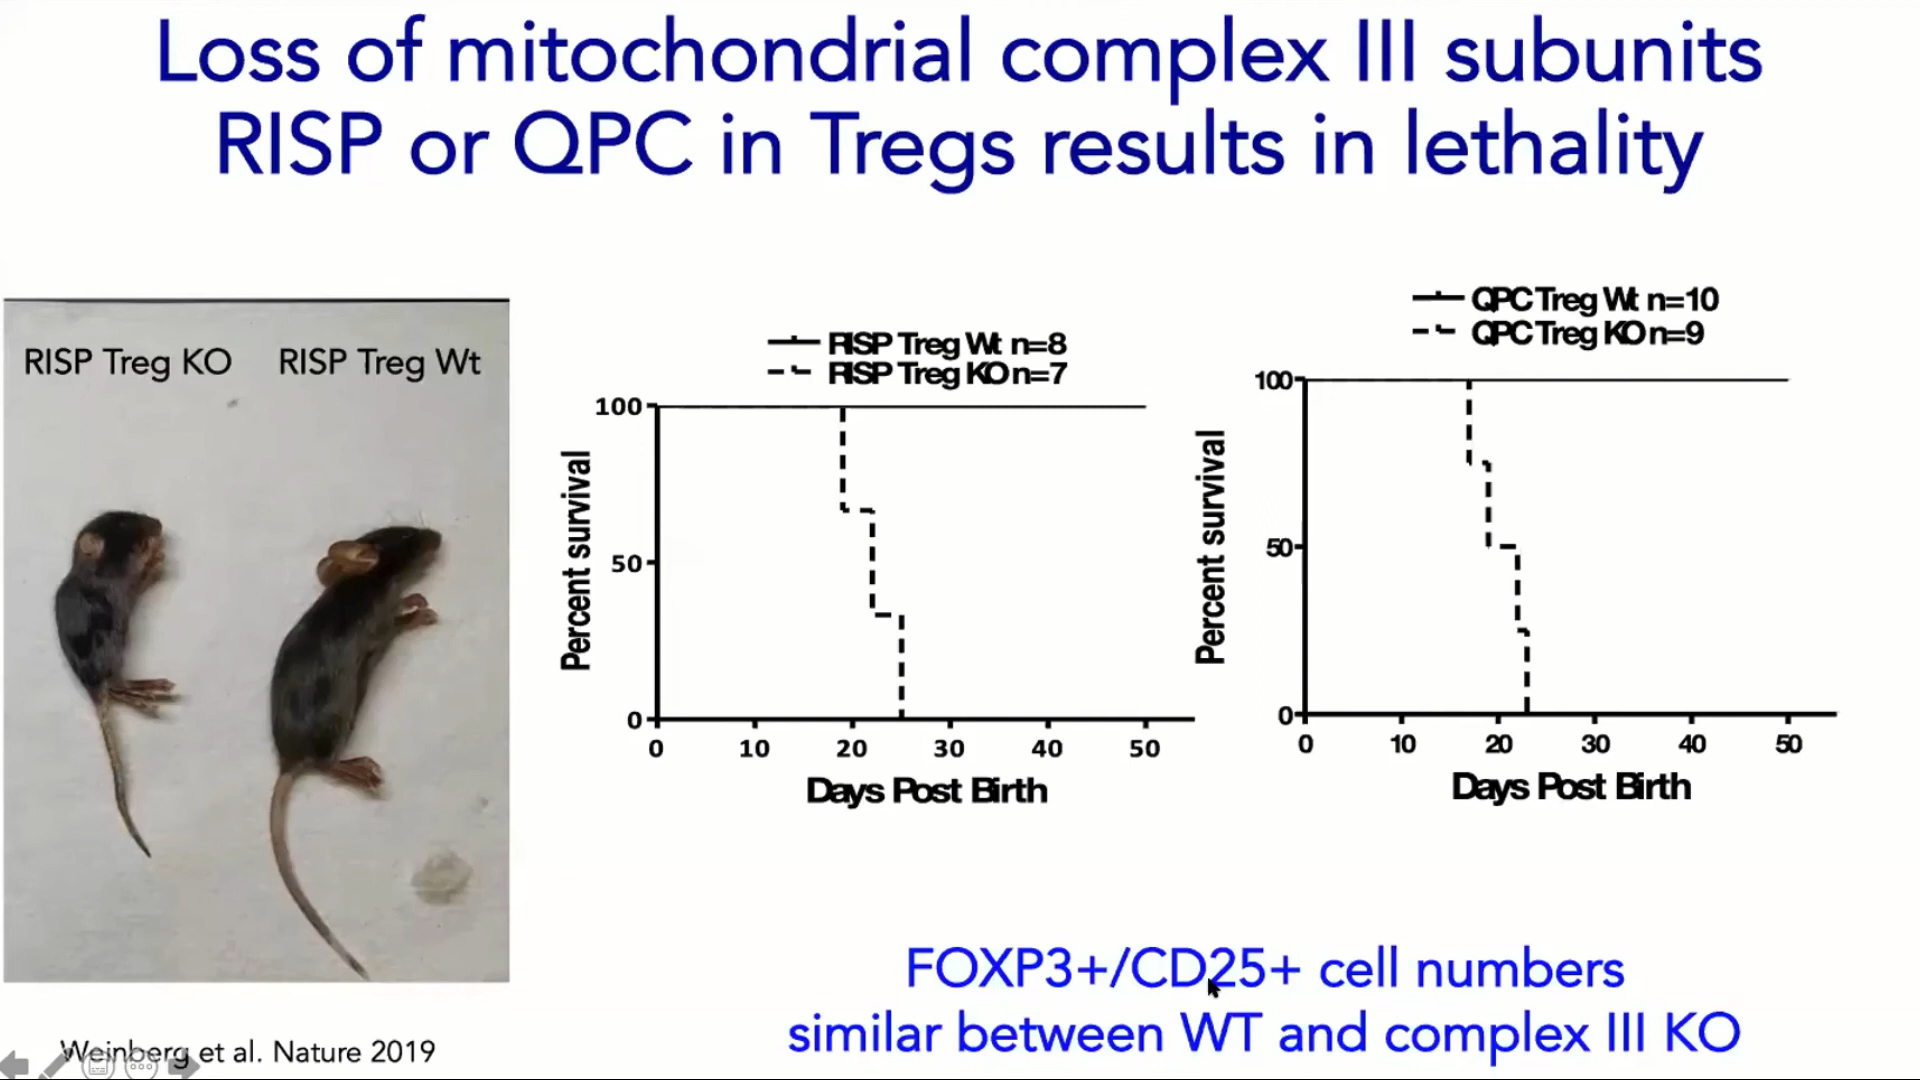 Loss of mitochondrial complex III subunits
RISP or QPC in Tregs results in lethality
RISP Treg KO RISP Treg Wt
RISP Treg Wt n=8
RISP Treg KO n=7
100
50
0
Percent survival
0 10 20 30 40 50
Days Post Birth
QPC Treg Wt n=10
QPC Treg KO n=9
100
50
0
Percent survival
0 10 20 30 40 50
Days Post Birth
FOXP3+/CD25+ cell numbers
similar between WT and complex III KO
Weinberg et al. Nature 2019